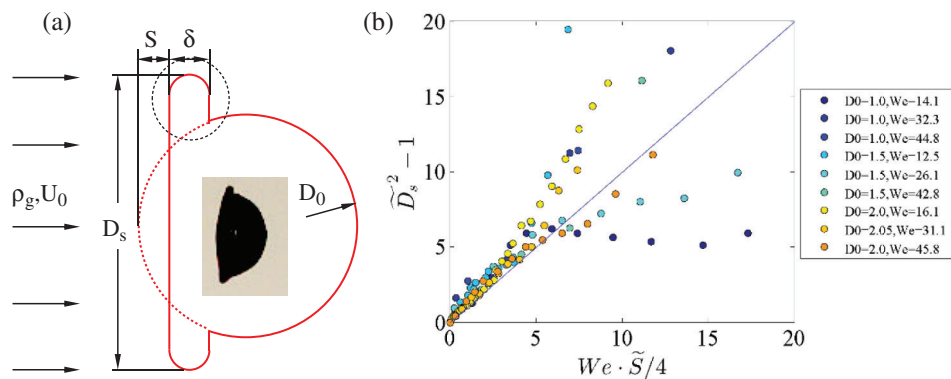 (a)
S
δ
ρg,U0
Ds
D0
(b)
D̃s² − 1
20
15
10
5
0
0
5
10
15
20
We · S̃/4
D0=1.0,We=14.1
D0=1.0,We=32.3
D0=1.0,We=44.8
D0=1.5,We=12.5
D0=1.5,We=26.1
D0=1.5,We=42.8
D0=2.0,We=16.1
D0=2.05,We=31.1
D0=2.0,We=45.8